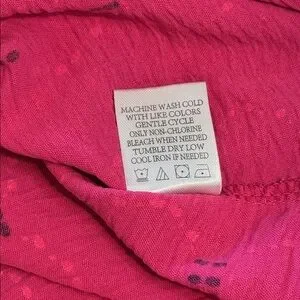 MACHINE WASH COLD
WITH LIKE COLORS
GENTLE CYCLE
ONLY NON-CHLORINE
BLEACH WHEN NEEDED
TUMBLE DRY LOW
COOL IRON IF NEEDED